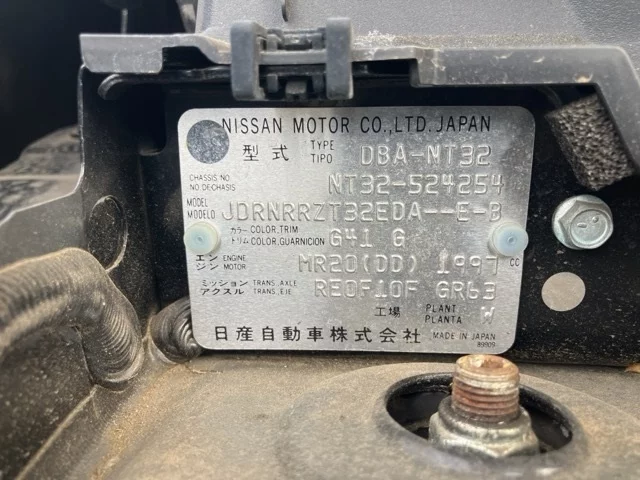 NISSAN MOTOR CO.,LTD.JAPAN
型式 TYPE TIPO DBA-NT32
CHASSIS NO NO.DECHASIS NT32-524254
MODEL MODELO JDRNRRZT32EDA--E-B
カラー COLOR,TRIM トリム COLOR,GUARNICION G41 G
エンジン ENGINE MOTOR MR20(DD) 1997 CC
ミッション TRANS.AXLE アクスル TRANS.EJE RE0F10F GR63
工場 PLANT PLANTA W
日産自動車株式会社 MADE IN JAPAN
89909